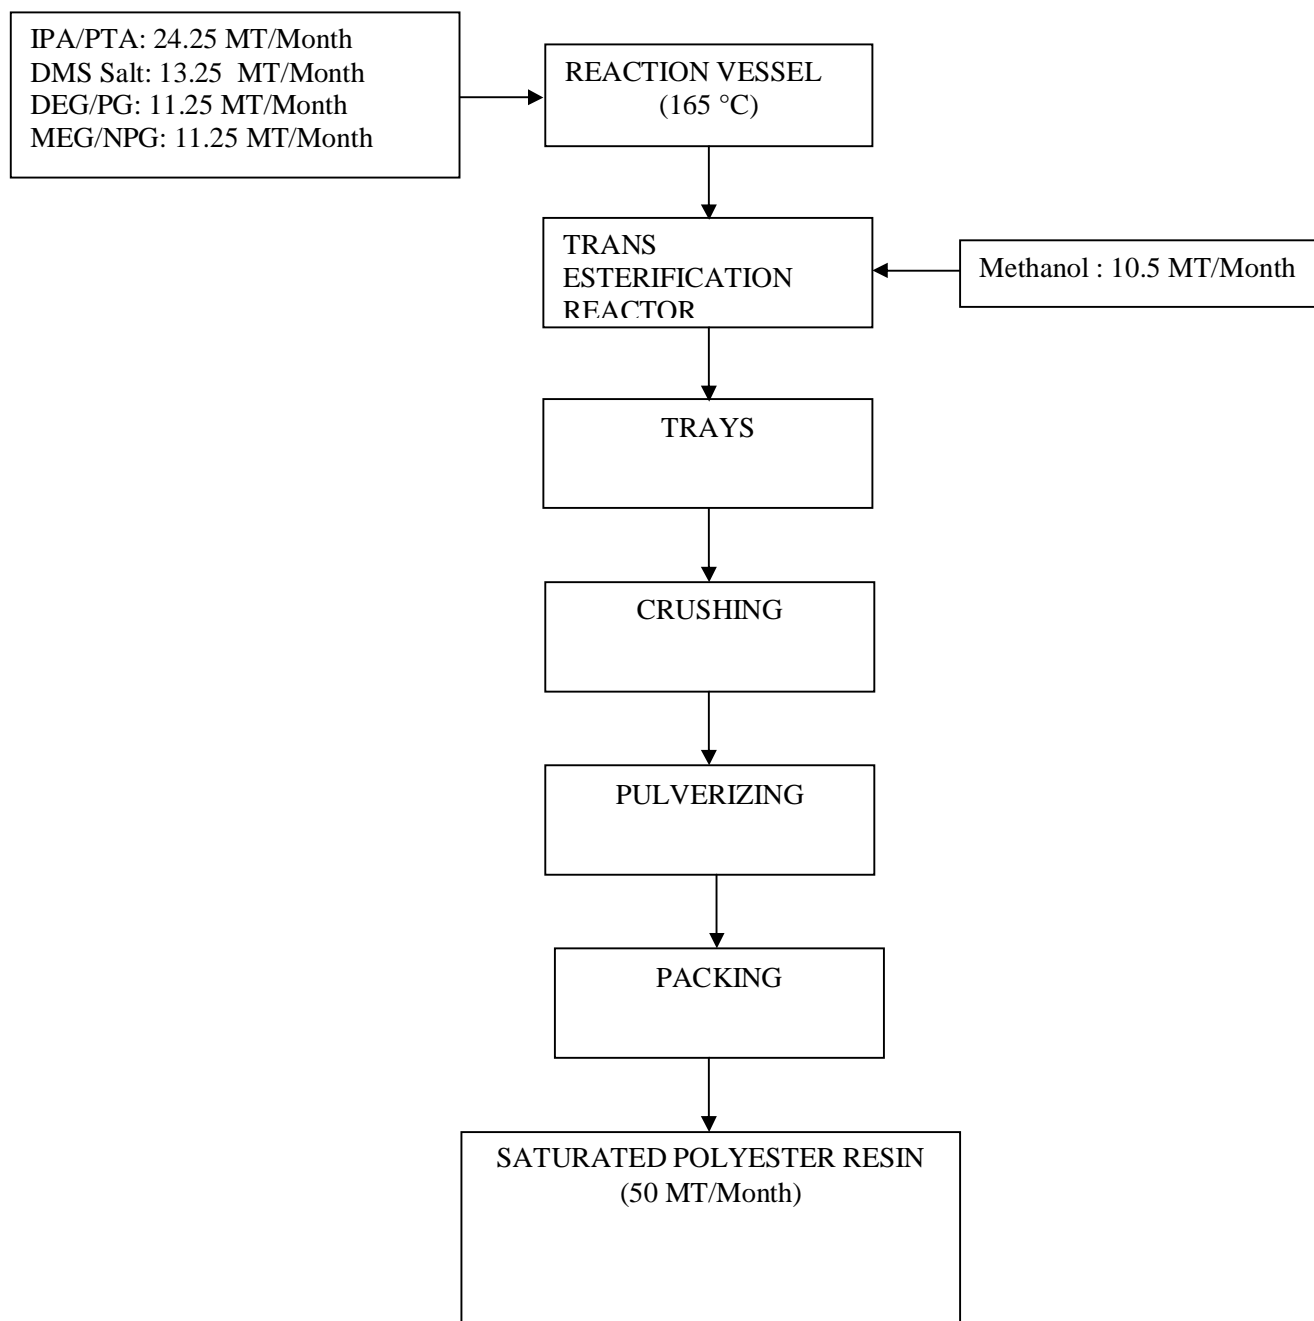 IPA/PTA: 24.25 MT/Month
DMS Salt: 13.25  MT/Month
DEG/PG: 11.25 MT/Month
MEG/NPG: 11.25 MT/Month
REACTION VESSEL
(165 °C)
TRANS
ESTERIFICATION
REACTOR
Methanol : 10.5 MT/Month
TRAYS
CRUSHING
PULVERIZING
PACKING
SATURATED POLYESTER RESIN
(50 MT/Month)